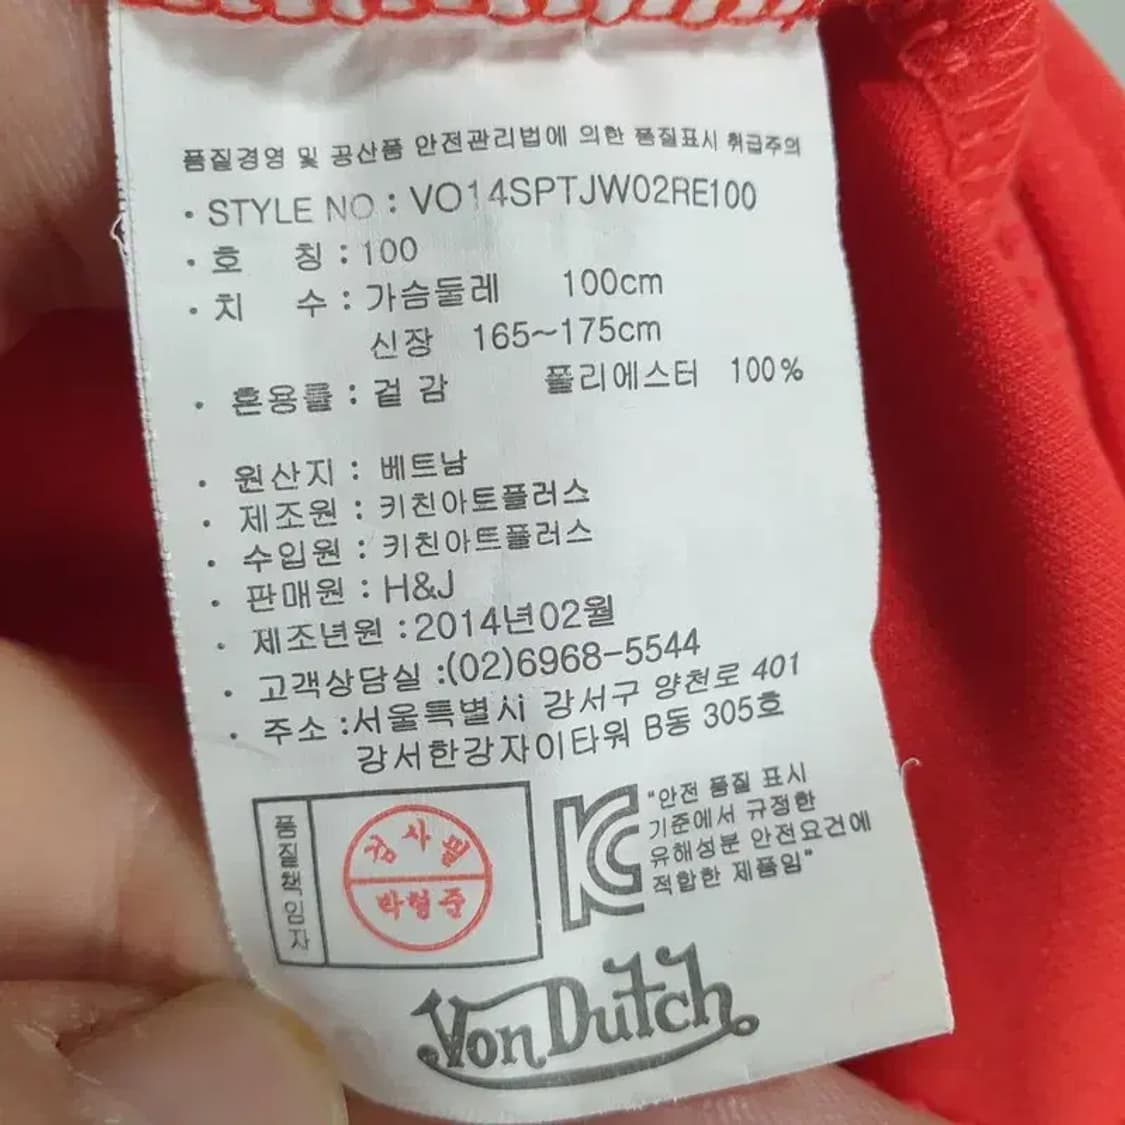 품질경영 및 공산품 안전관리법에 의한 품질표시 취급주의
· STYLE NO : VO14SPTJW02RE100
· 호 칭 : 100
· 치 수 : 가슴둘레 100cm
신장 165~175cm
· 혼용률 : 겉감 폴리에스터 100%
· 원산지 : 베트남
· 제조원 : 키친아트플러스
· 수입원 : 키친아트플러스
· 판매원 : H&J
· 제조년원 : 2014년02월
· 고객상담실 :(02)6968-5544
· 주소 :서울특별시 강서구 양천로 401
강서한강자이타워 B동 305호
품질책임자
검사필
박형준
KC
"안전 품질 표시
기준에서 규정한
유해성분 안전요건에
적합한 제품임"
Von Dutch